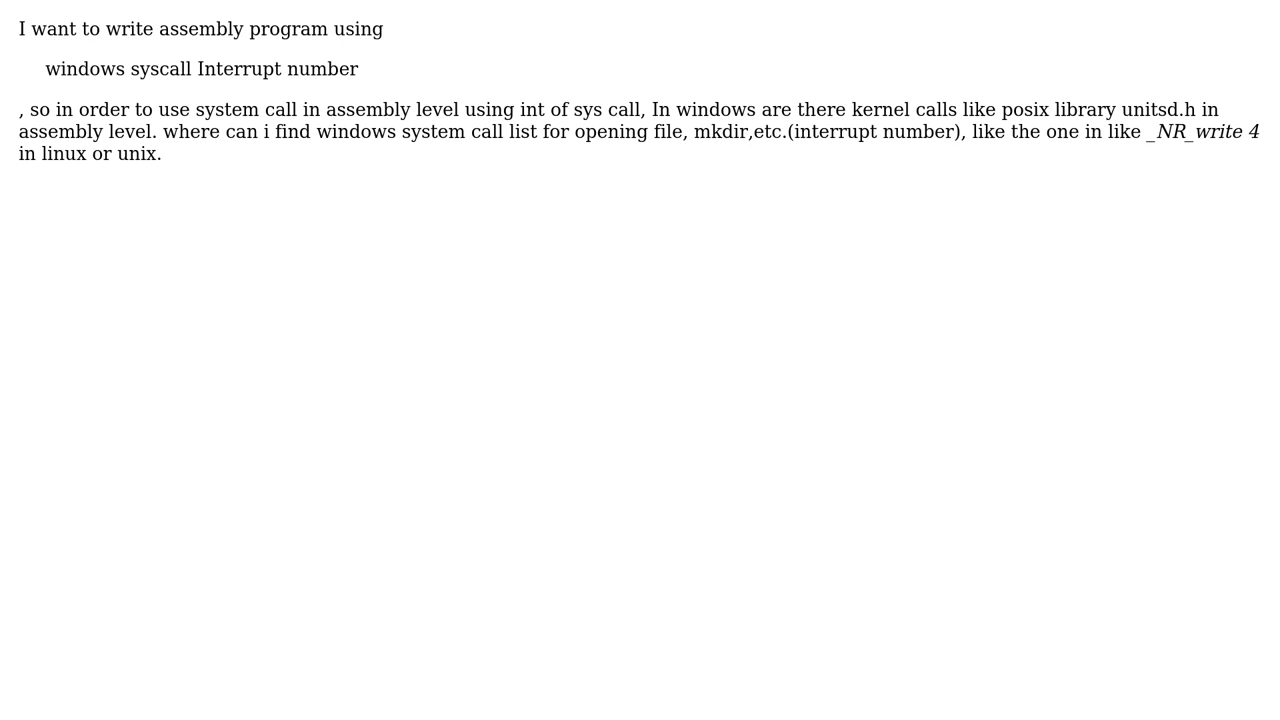 I want to write assembly program using
windows syscall Interrupt number
, so in order to use system call in assembly level using int of sys call, In windows are there kernel calls like posix library unitsd.h in
assembly level. where can i find windows system call list for opening file, mkdir,etc.(interrupt number), like the one in like _NR_write 4
in linux or unix.